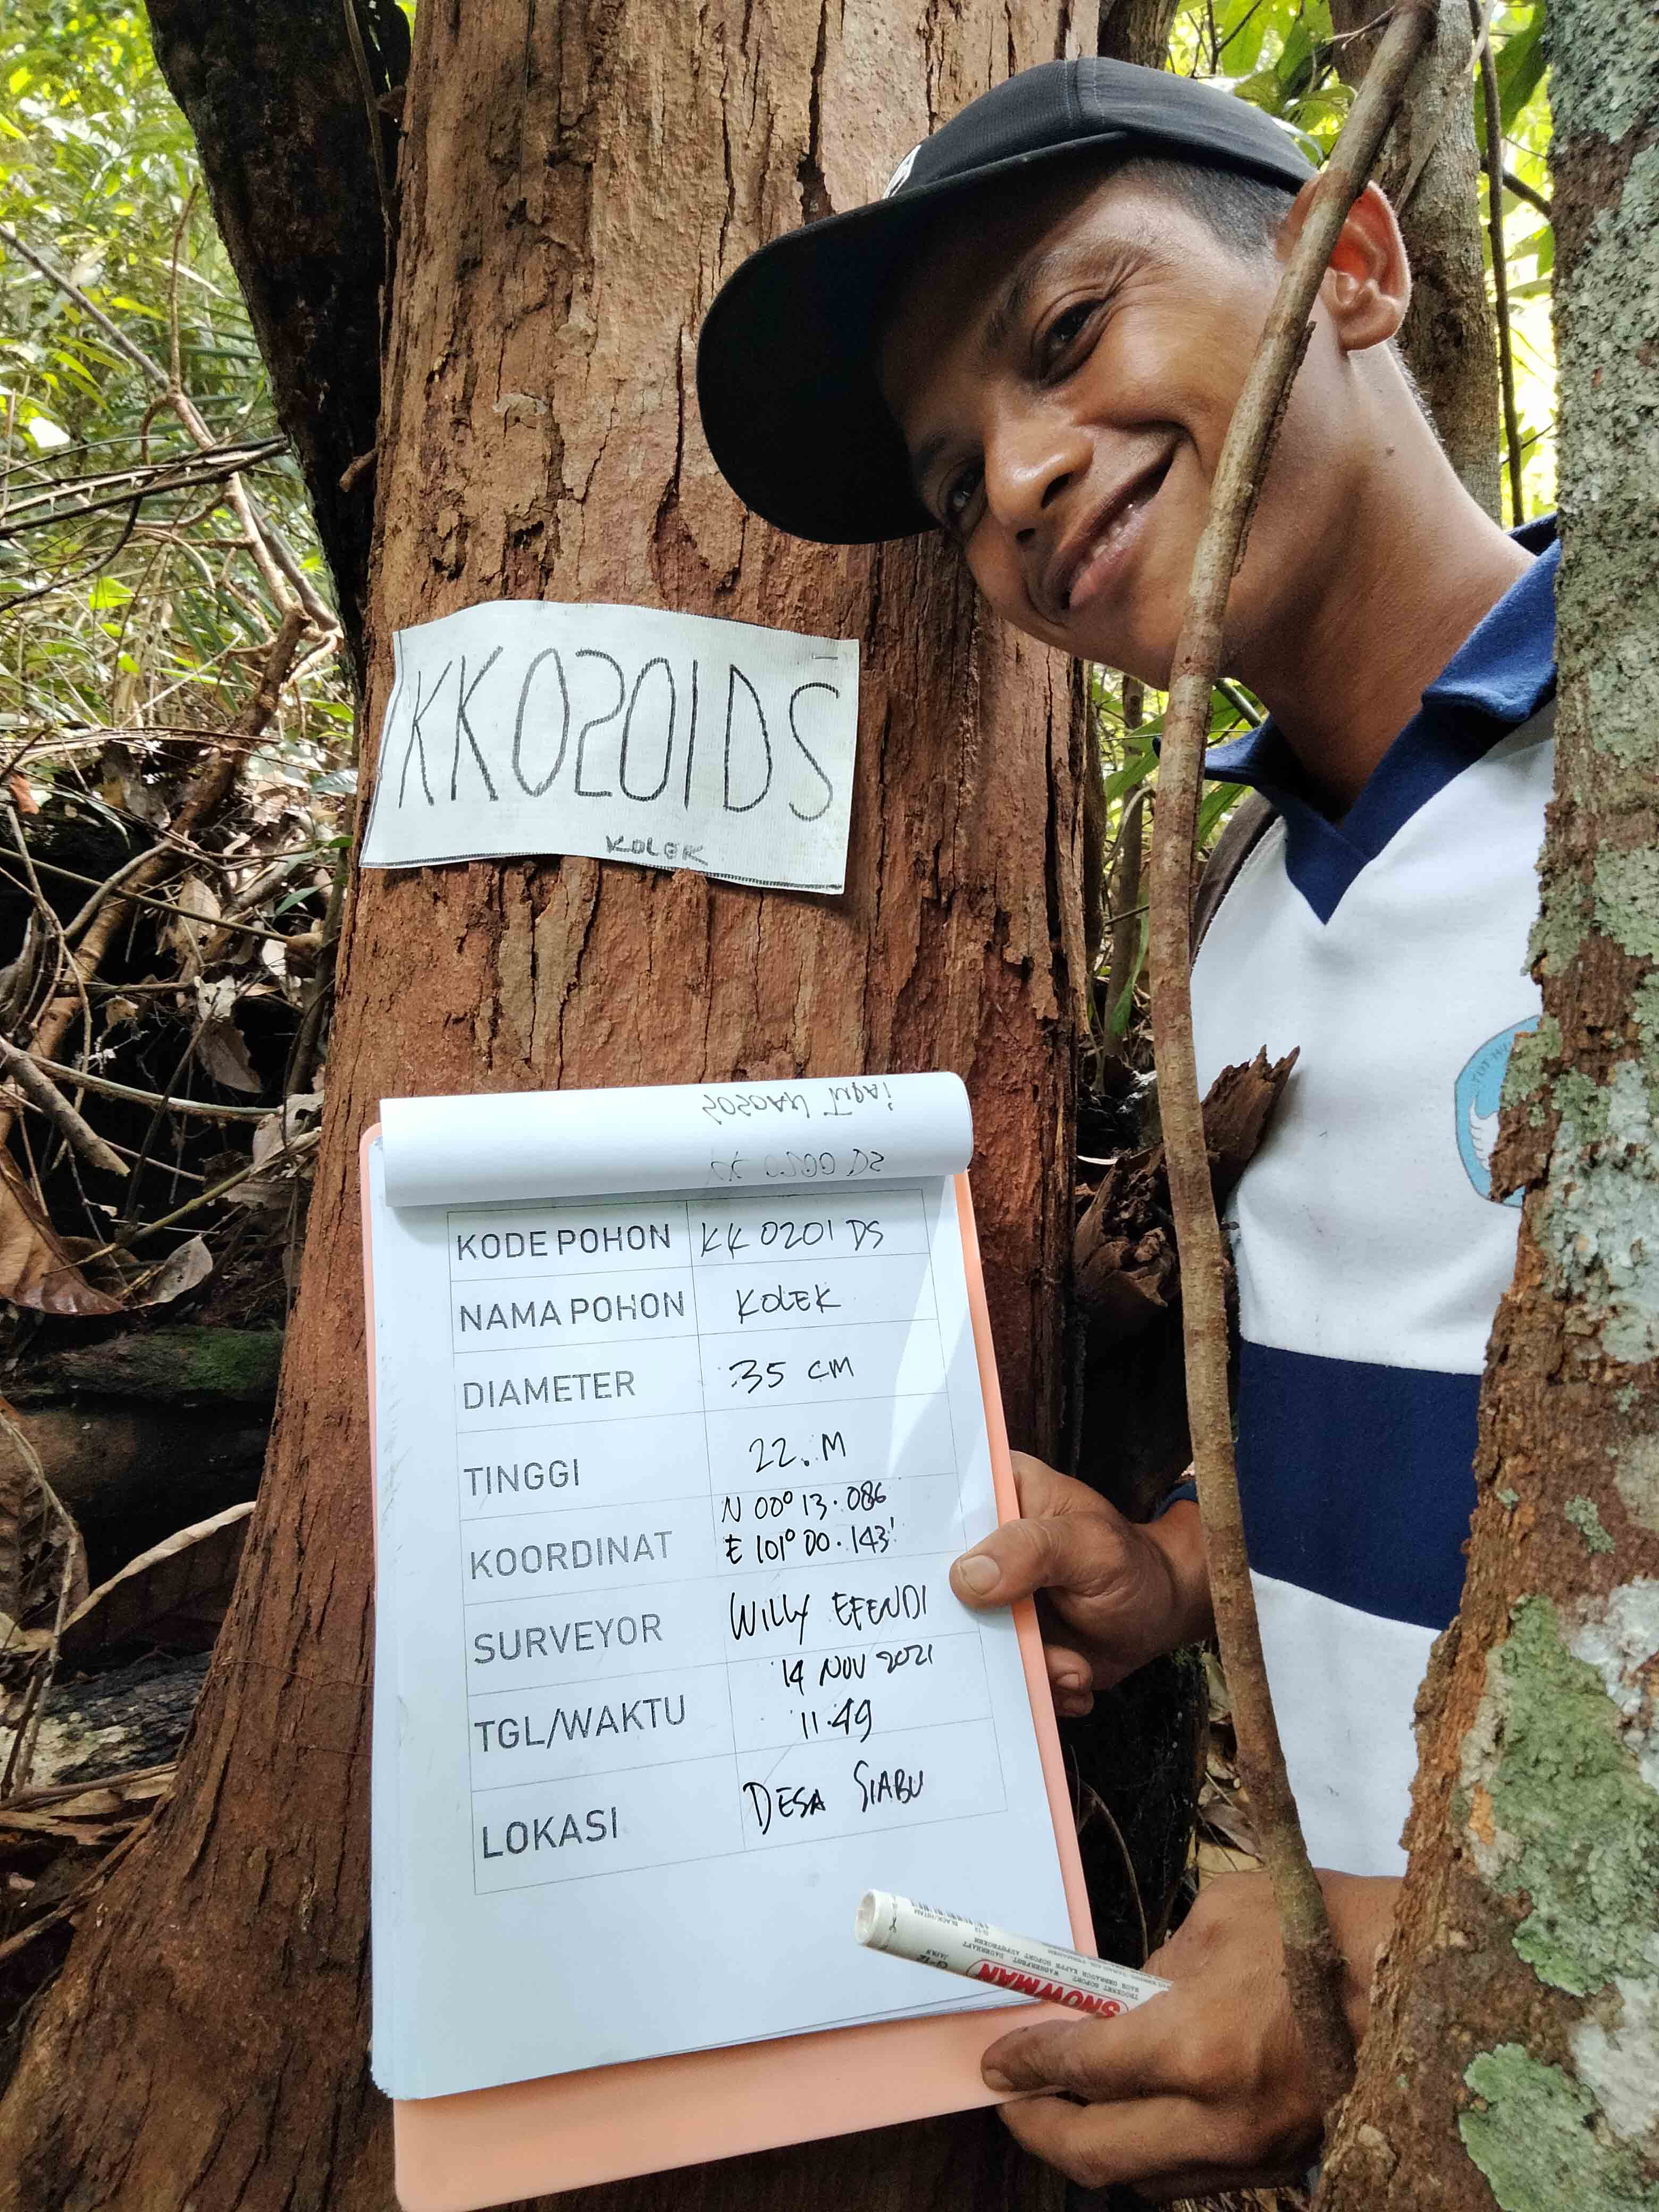 KK0201DS
KOLEK
KODE POHON KK 0201 DS
NAMA POHON KOLEK
DIAMETER 35 CM
TINGGI 22. M
KOORDINAT N 00° 13. 086'
E 101° 00. 143'
SURVEYOR WILLY EFENDI
TGL/WAKTU 14 NOV 2021
11.49
LOKASI DESA SIABU
SNOWMAN